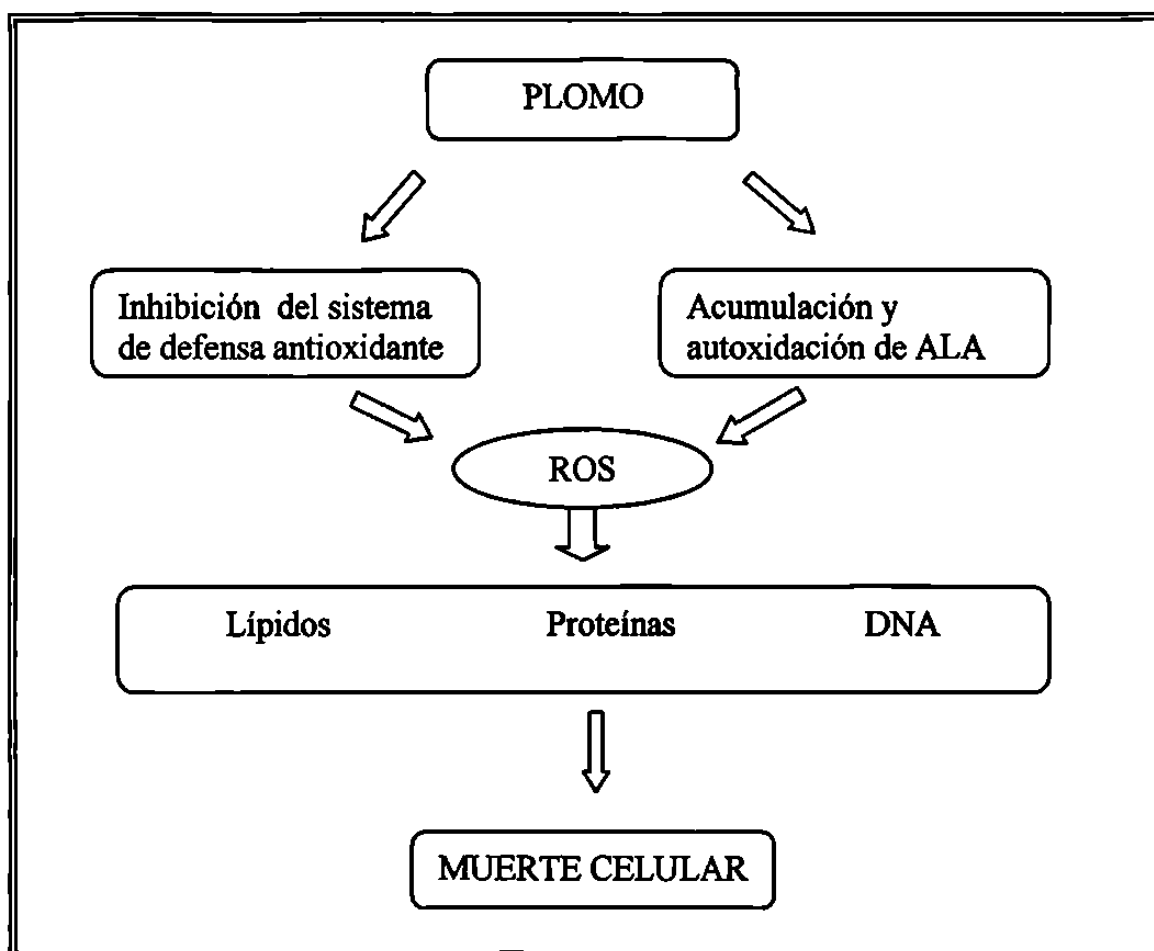 PLOMO
Inhibición del sistema
de defensa antioxidante
Acumulación y
autoxidación de ALA
ROS
Lípidos Proteínas DNA
MUERTE CELULAR